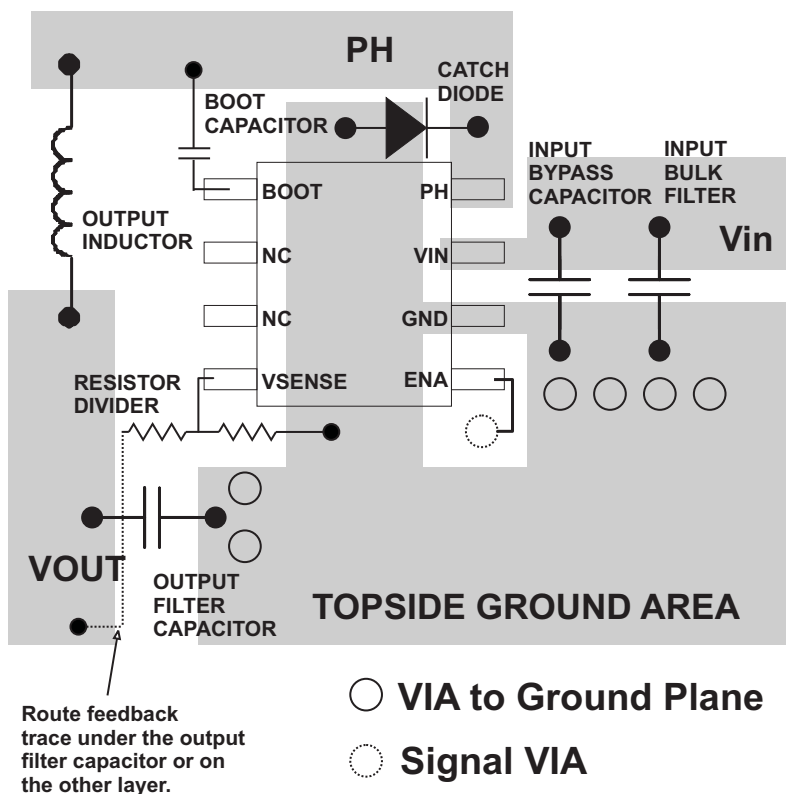 PH
CATCH
DIODE
BOOT
CAPACITOR
INPUT
BYPASS
CAPACITOR
INPUT
BULK
FILTER
BOOT
PH
OUTPUT
INDUCTOR
NC
VIN
Vin
NC
GND
RESISTOR
DIVIDER
VSENSE
ENA
VOUT
OUTPUT
FILTER
CAPACITOR
TOPSIDE GROUND AREA
Route feedback
trace under the output
filter capacitor or on
the other layer.
VIA to Ground Plane
Signal VIA